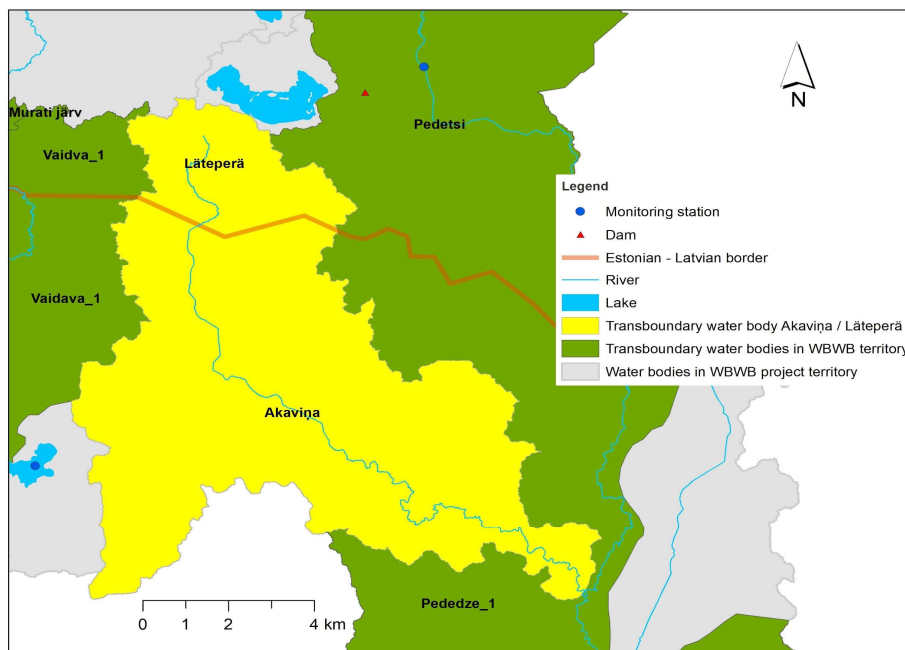 Murati järv
Vaidva_1
Läteperä
Pedetsi
N
Legend
Monitoring station
Dam
Estonian - Latvian border
River
Lake
Transboundary water body Akaviņa / Läteperä
Transboundary water bodies in WBWB territory
Water bodies in WBWB project territory
Vaidava_1
Akaviņa
Pededze_1
0 1 2 4 km